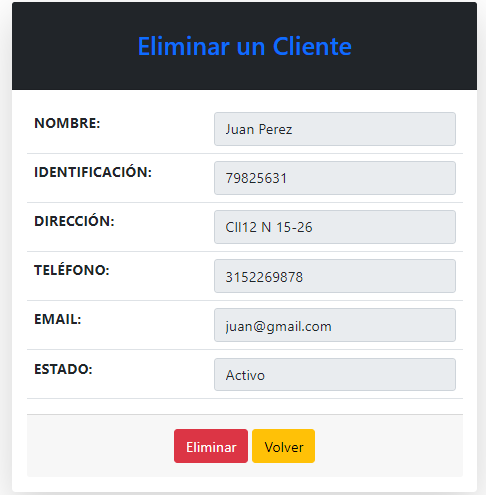 Eliminar un Cliente
NOMBRE: Juan Perez
IDENTIFICACIÓN: 79825631
DIRECCIÓN: Cll12 N 15-26
TELÉFONO: 3152269878
EMAIL: juan@gmail.com
ESTADO: Activo
Eliminar Volver